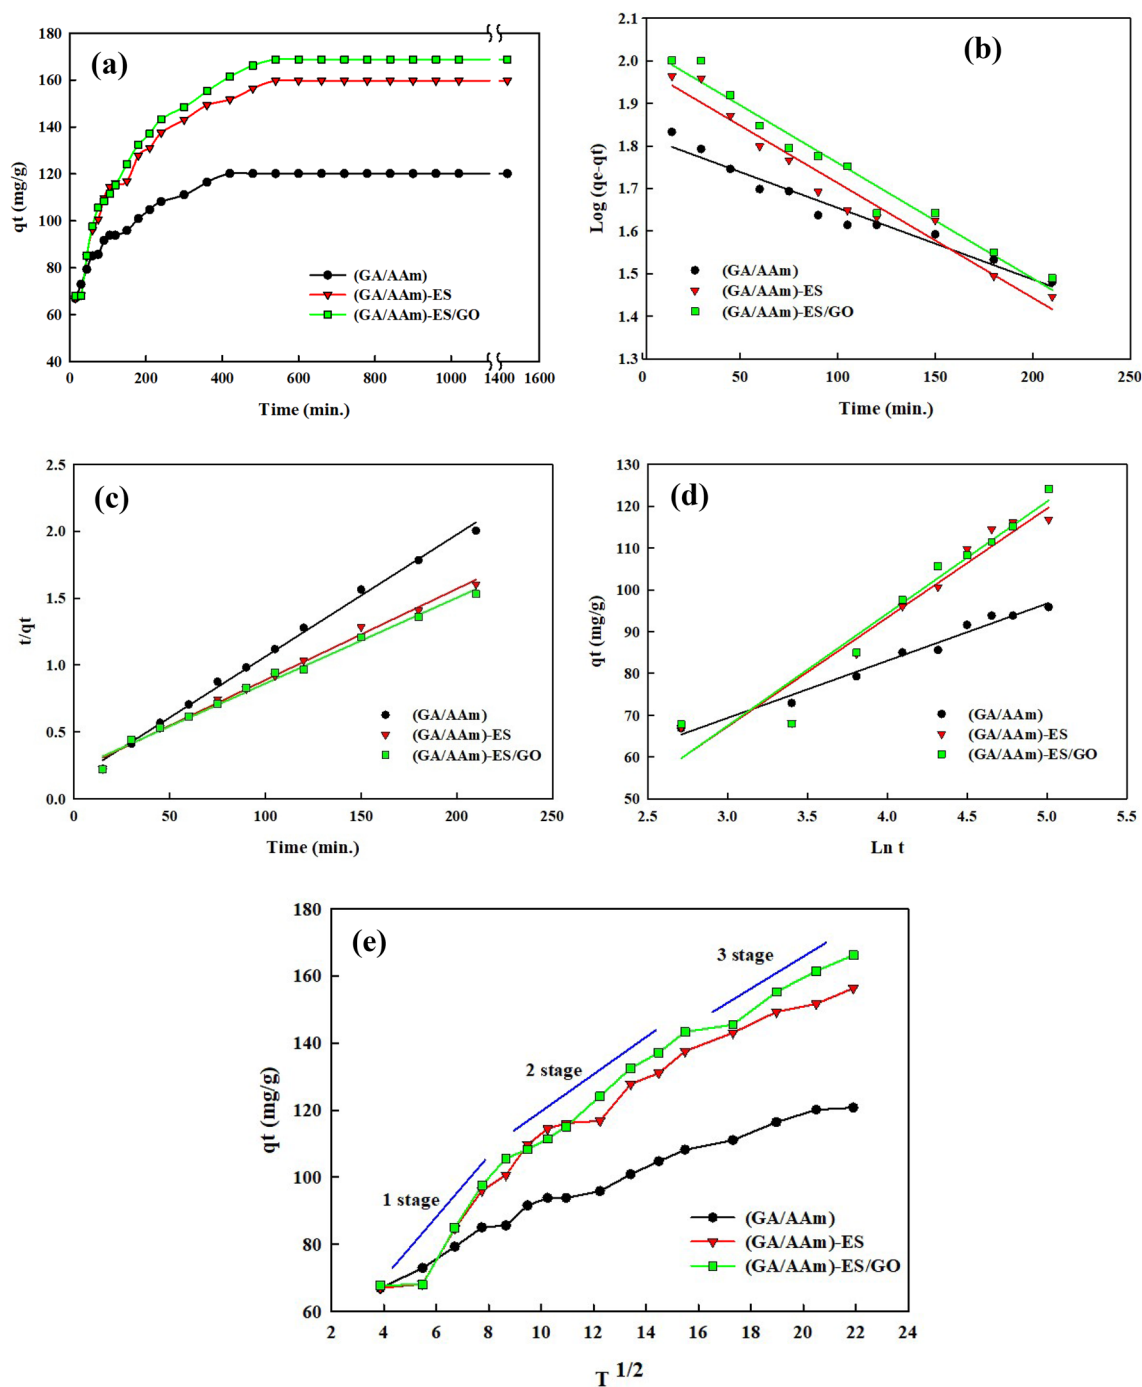 (a)
qt (mg/g)
180
160
140
120
100
80
60
40
(GA/AAm)
(GA/AAm)-ES
(GA/AAm)-ES/GO
0 200 400 600 800 1000 1400 1600
Time (min.)
(b)
Log (qe-qt)
2.1
2.0
1.9
1.8
1.7
1.6
1.5
1.4
1.3
(GA/AAm)
(GA/AAm)-ES
(GA/AAm)-ES/GO
0 50 100 150 200 250
Time (min.)
(c)
t/qt
2.5
2.0
1.5
1.0
0.5
0.0
(GA/AAm)
(GA/AAm)-ES
(GA/AAm)-ES/GO
0 50 100 150 200 250
Time (min.)
(d)
qt (mg/g)
130
120
110
100
90
80
70
60
50
(GA/AAm)
(GA/AAm)-ES
(GA/AAm)-ES/GO
2.5 3.0 3.5 4.0 4.5 5.0 5.5
Ln t
(e)
qt (mg/g)
180
160
140
120
100
80
60
3 stage
2 stage
1 stage
(GA/AAm)
(GA/AAm)-ES
(GA/AAm)-ES/GO
4 6 8 10 12 14 16 18 20 22 24
T 1/2